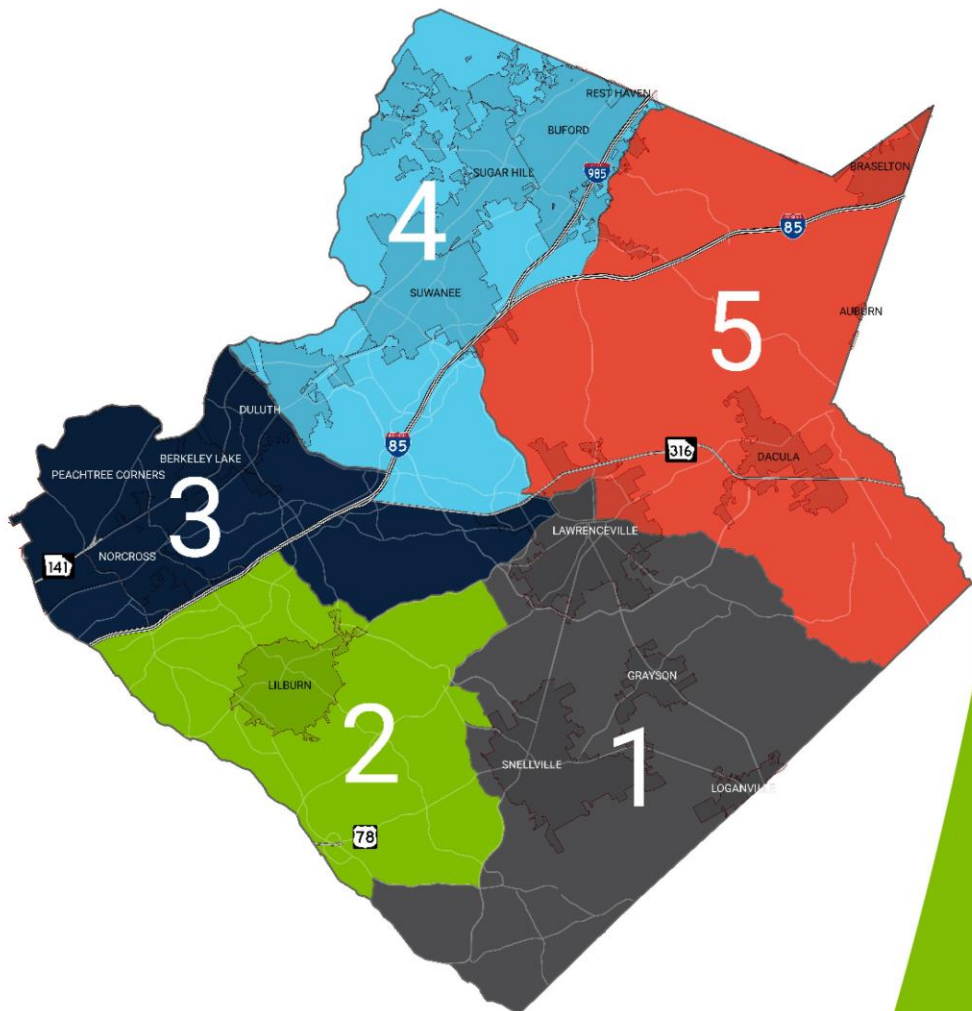 REST HAVEN
BUFORD
BRASELTON
985
SUGAR HILL
4
85
SUWANEE
AUBURN
5
DULUTH
85
316
DACULA
BERKELEY LAKE
PEACHTREE CORNERS
3
LAWRENCEVILLE
NORCROSS
141
GRAYSON
LILBURN
2
1
SNELLVILLE
LOGANVILLE
78